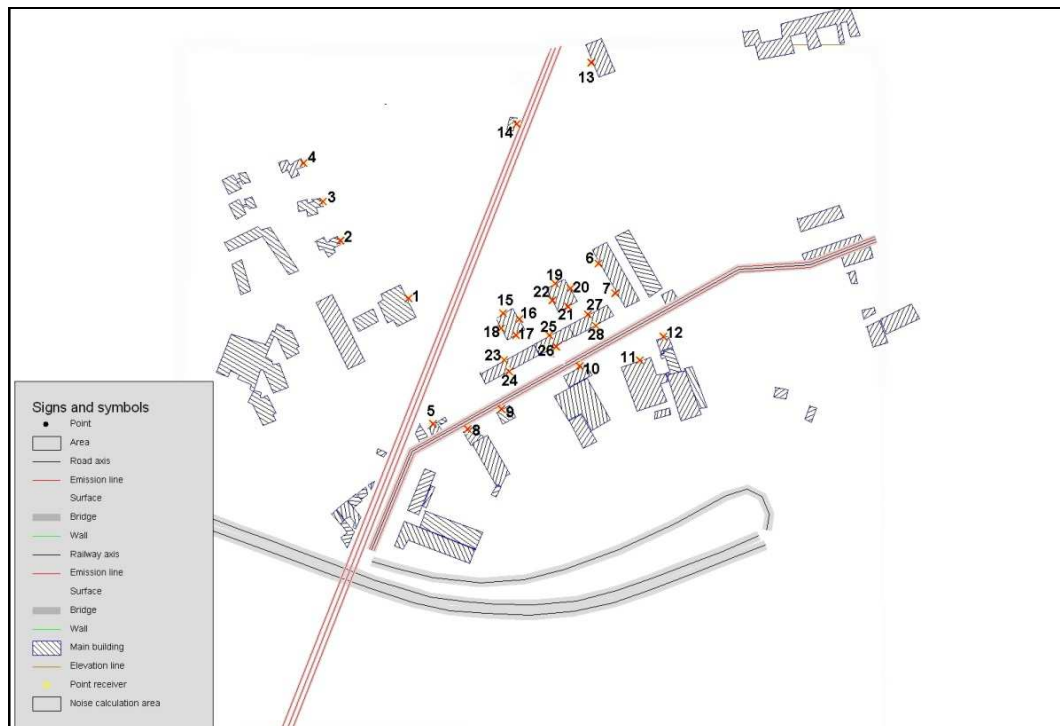 13
14
4
3
2
1
6
19
20
7
22
21
27
15
16
18
17
25
28
26
12
23
11
24
10
9
5
8
Signs and symbols
Point
Area
Road axis
Emission line
Surface
Bridge
Wall
Railway axis
Emission line
Surface
Bridge
Wall
Main building
Elevation line
Point receiver
Noise calculation area